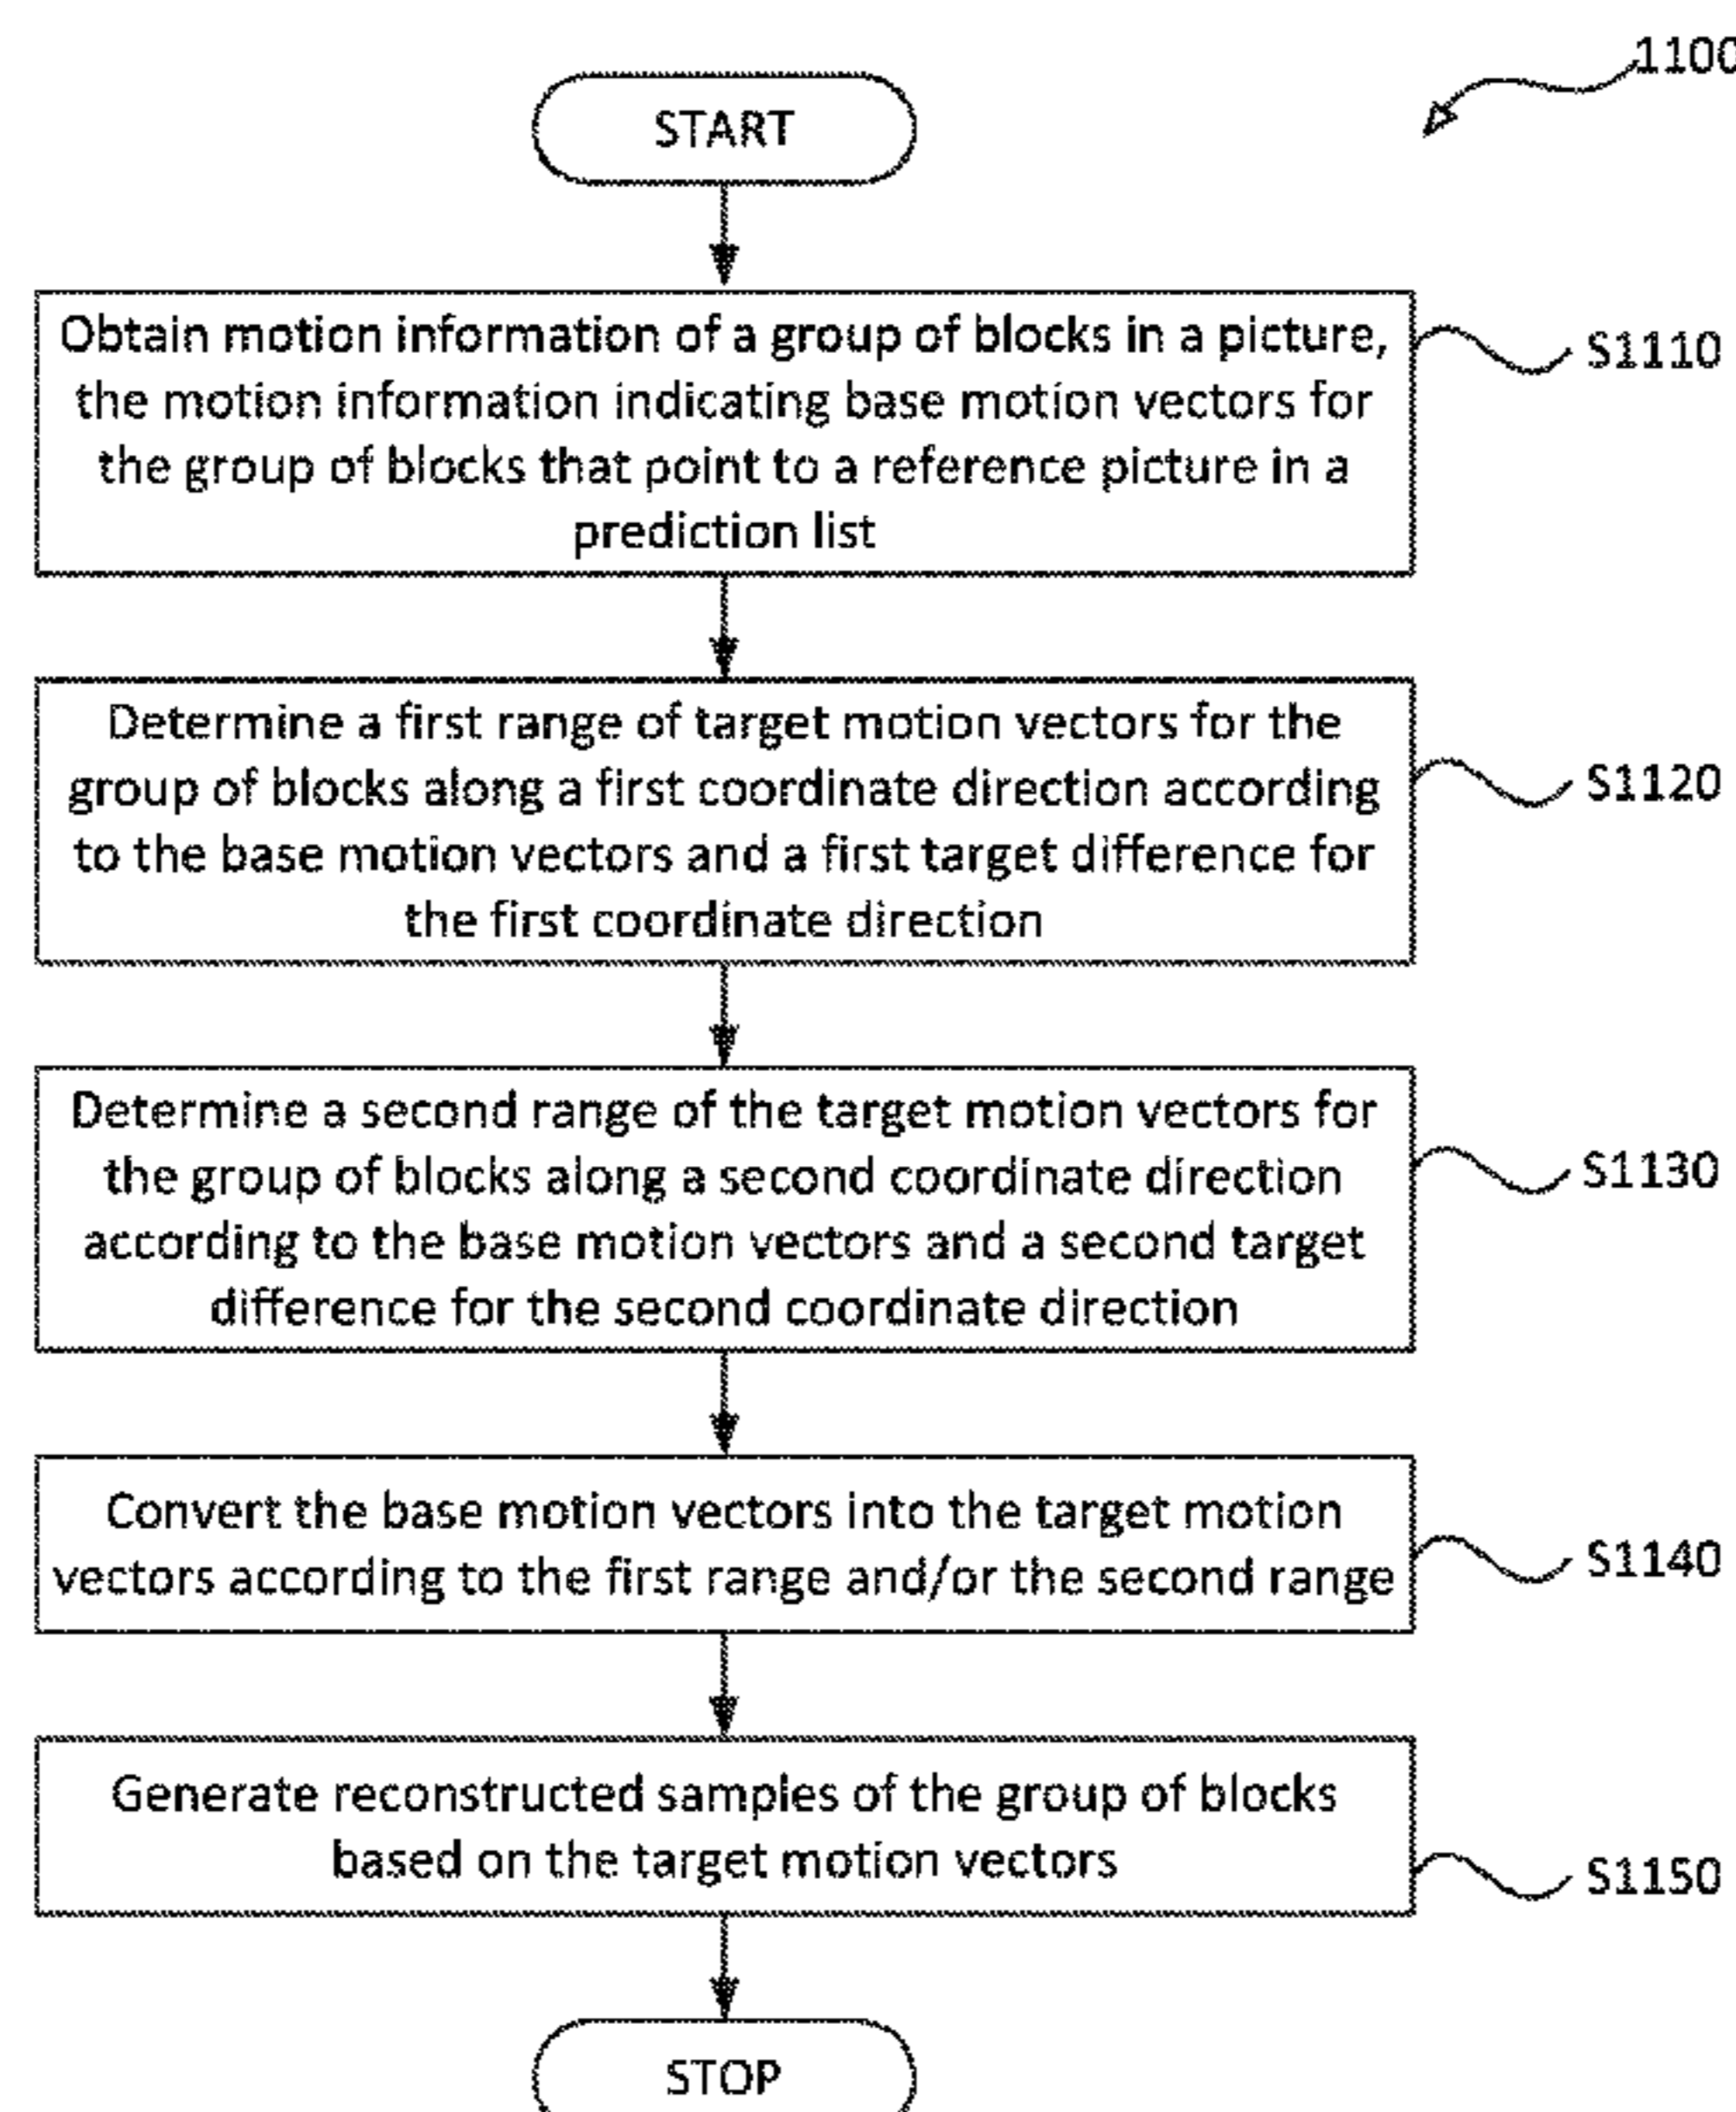 1100
START
Obtain motion information of a group of blocks in a picture,
the motion information indicating base motion vectors for
the group of blocks that point to a reference picture in a
prediction list
S1110
Determine a first range of target motion vectors for the
group of blocks along a first coordinate direction according
to the base motion vectors and a first target difference for
the first coordinate direction
S1120
Determine a second range of the target motion vectors for
the group of blocks along a second coordinate direction
according to the base motion vectors and a second target
difference for the second coordinate direction
S1130
Convert the base motion vectors into the target motion
vectors according to the first range and/or the second range
S1140
Generate reconstructed samples of the group of blocks
based on the target motion vectors
S1150
STOP